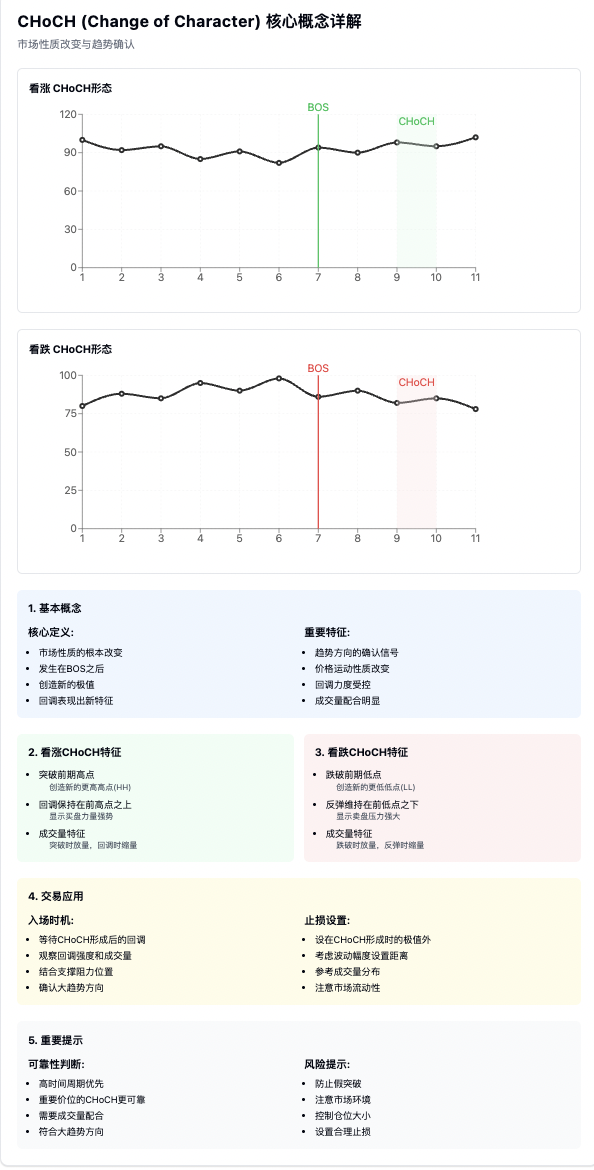 CHoCH (Change of Character) 核心概念详解
市场性质改变与趋势确认
看涨 CHoCH形态
BOS
CHoCH
120
90
60
30
0
1 2 3 4 5 6 7 8 9 10 11
看跌 CHoCH形态
BOS
CHoCH
100
75
50
25
0
1 2 3 4 5 6 7 8 9 10 11
1. 基本概念
核心定义:
• 市场性质的根本改变
• 发生在BOS之后
• 创造新的极值
• 回调表现出新特征
重要特征:
• 趋势方向的确认信号
• 价格运动性质改变
• 回调力度受控
• 成交量配合明显
2. 看涨CHoCH特征
• 突破前期高点
创造新的更高高点(HH)
• 回调保持在前高点之上
显示买盘力量强势
• 成交量特征
突破时放量，回调时缩量
3. 看跌CHoCH特征
• 跌破前期低点
创造新的更低低点(LL)
• 反弹维持在前低点之下
显示卖盘压力强大
• 成交量特征
跌破时放量，反弹时缩量
4. 交易应用
入场时机:
• 等待CHoCH形成后的回调
• 观察回调强度和成交量
• 结合支撑阻力位置
• 确认大趋势方向
止损设置:
• 设在CHoCH形成时的极值外
• 考虑波动幅度设置距离
• 参考成交量分布
• 注意市场流动性
5. 重要提示
可靠性判断:
• 高时间周期优先
• 重要价位的CHoCH更可靠
• 需要成交量配合
• 符合大趋势方向
风险提示:
• 防止假突破
• 注意市场环境
• 控制仓位大小
• 设置合理止损